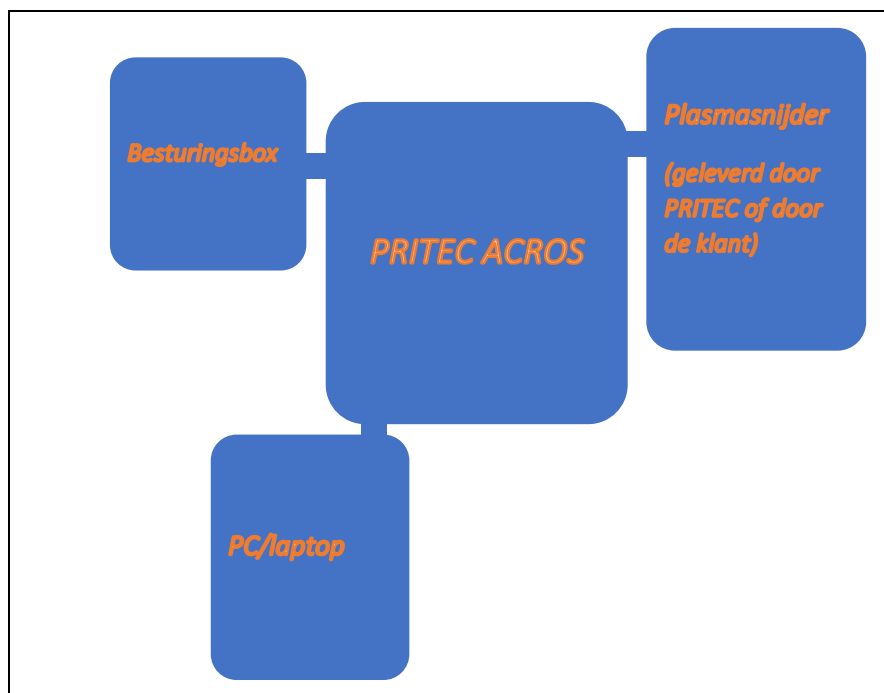 Besturingsbox
PRITEC ACROS
Plasmasnijder
(geleverd door
PRITEC of door
de klant)
PC/laptop